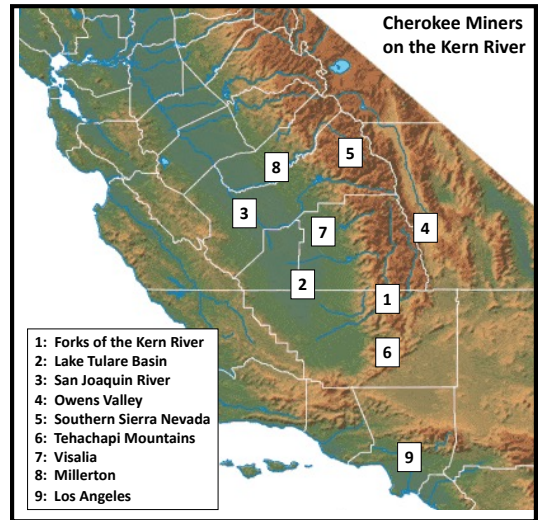 Cherokee Miners
on the Kern River
5
8
3
7
4
2
1
6
9
1: Forks of the Kern River
2: Lake Tulare Basin
3: San Joaquin River
4: Owens Valley
5: Southern Sierra Nevada
6: Tehachapi Mountains
7: Visalia
8: Millerton
9: Los Angeles